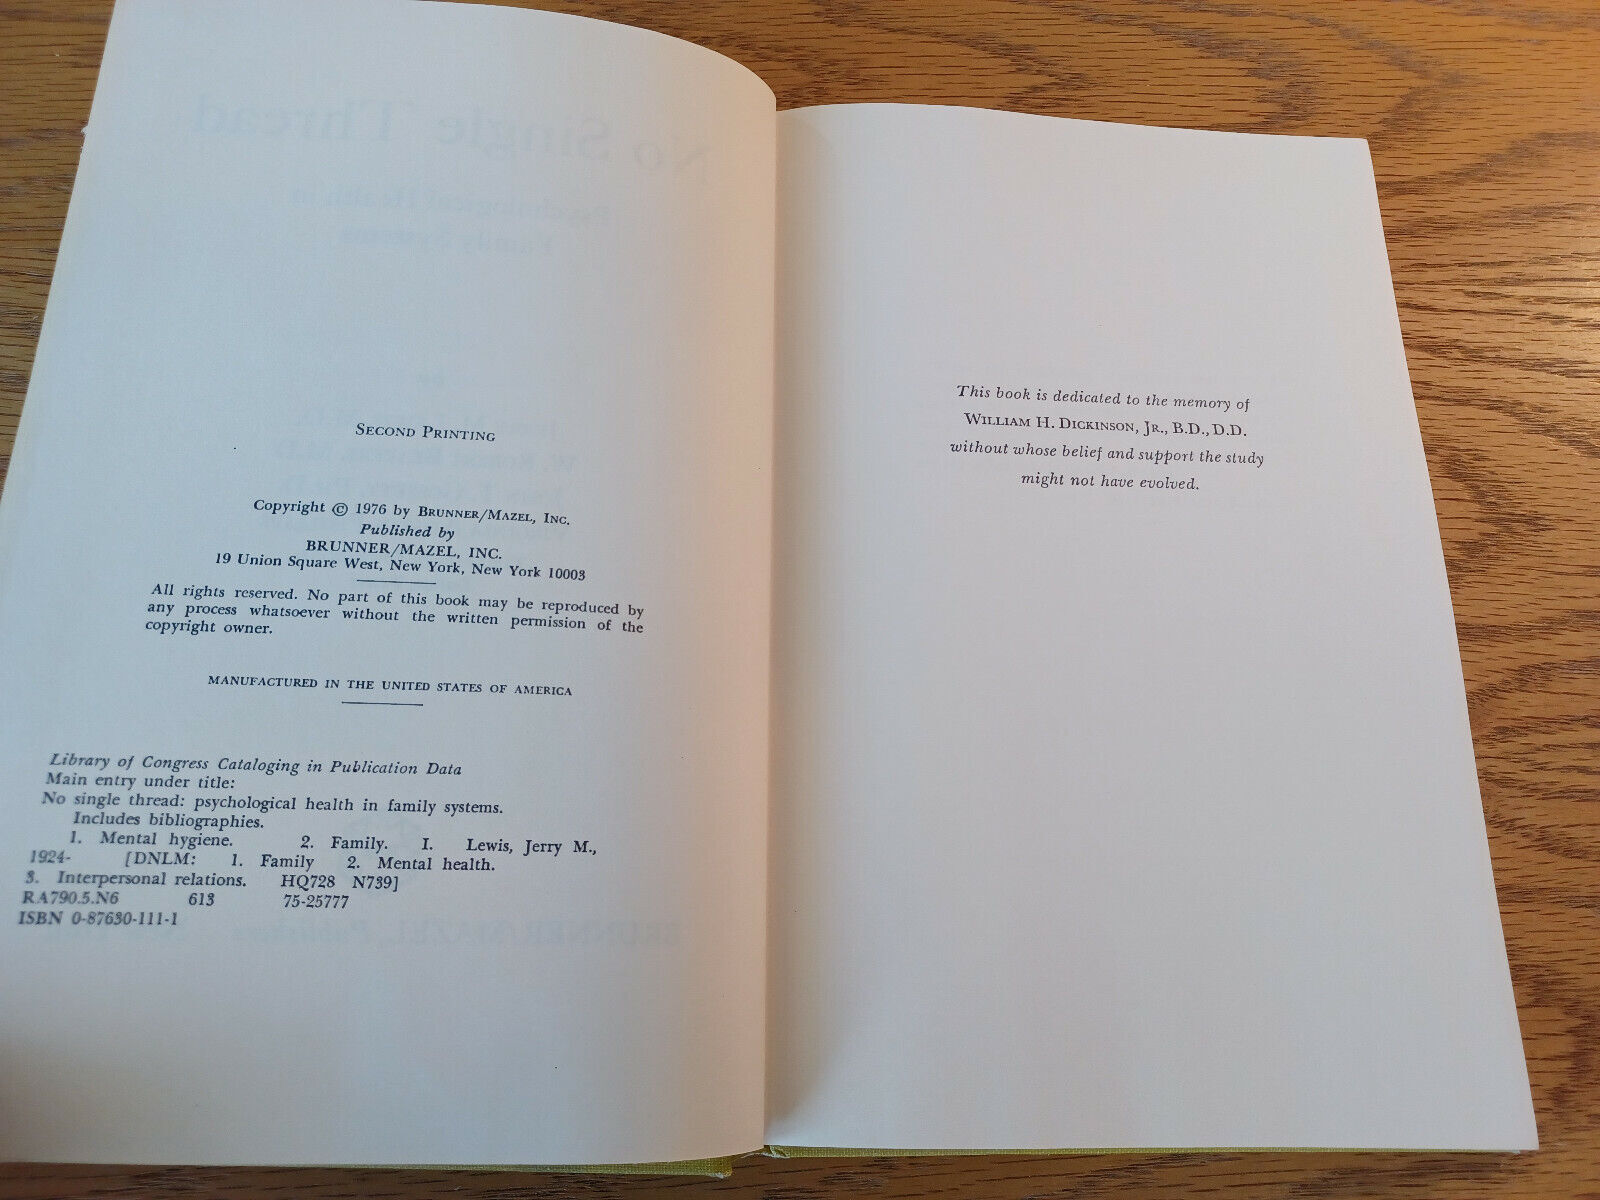 SECOND PRINTING
Copyright © 1976 by BRUNNER/MAZEL, INC.
Published by
BRUNNER/MAZEL, INC.
19 Union Square West, New York, New York 10003
All rights reserved. No part of this book may be reproduced by
any process whatsoever without the written permission of the
copyright owner.
MANUFACTURED IN THE UNITED STATES OF AMERICA
Library of Congress Cataloging in Publication Data
Main entry under title:
No single thread: psychological health in family systems.
Includes bibliographies.
1. Mental hygiene. 2. Family. I. Lewis, Jerry M.,
1924- [DNLM: 1. Family 2. Mental health.
3. Interpersonal relations. HQ728 N739]
RA790.5.N6 613 75-25777
ISBN 0-87630-111-1
This book is dedicated to the memory of
WILLIAM H. DICKINSON, JR., B.D., D.D.
without whose belief and support the study
might not have evolved.